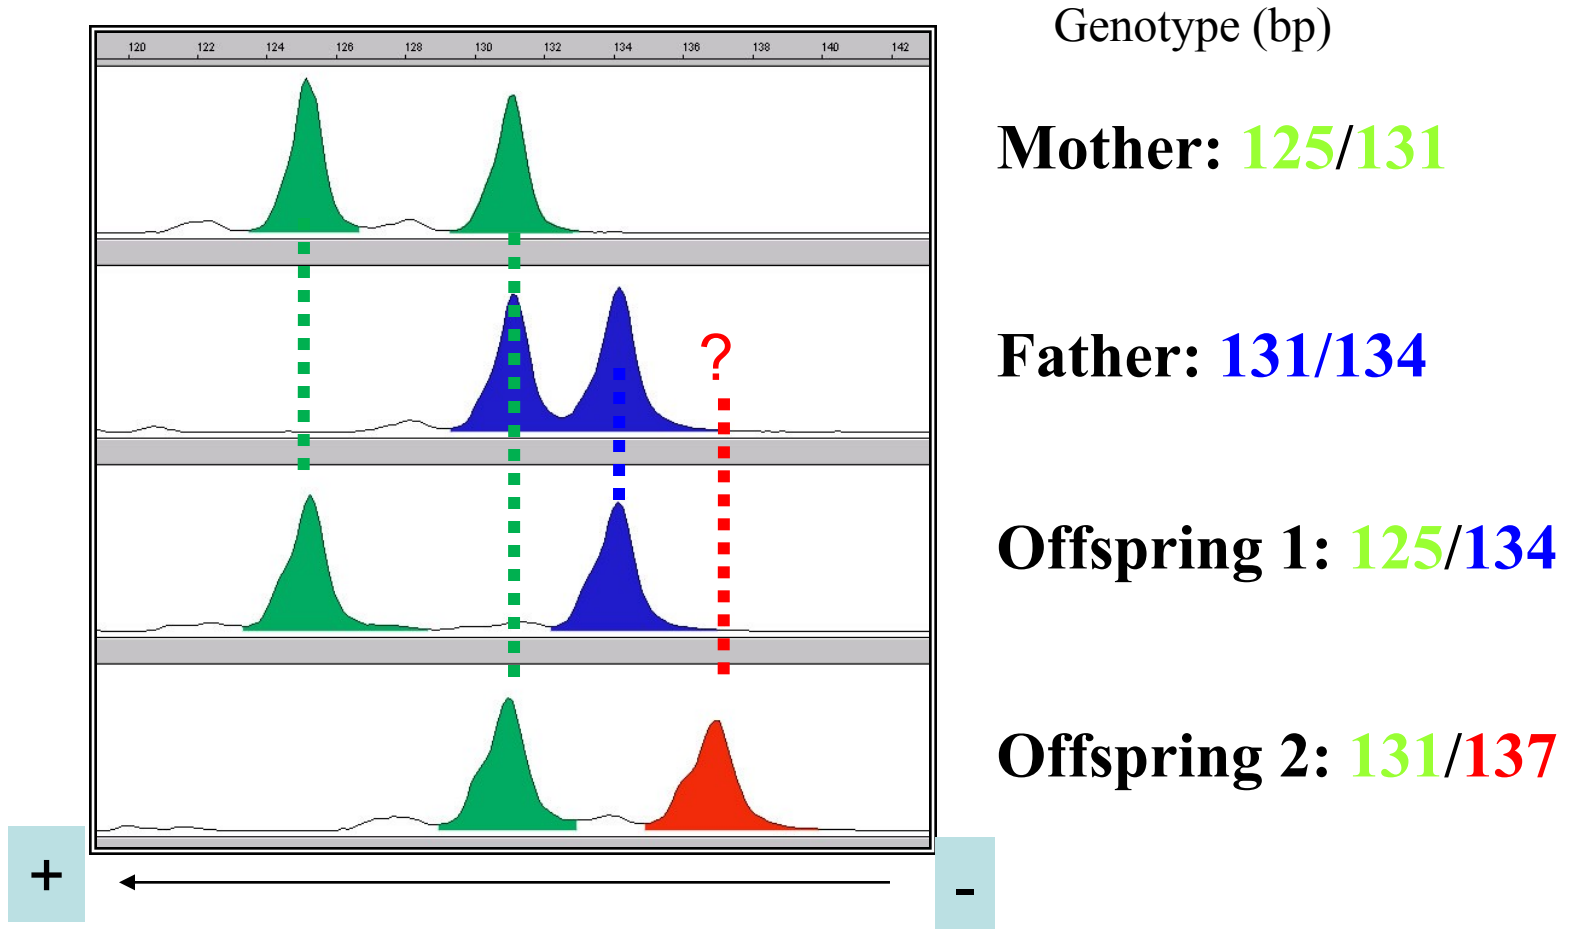 Genotype (bp)
120 122 124 126 128 130 132 134 136 138 140 142
Mother: 125/131
?
Father: 131/134
Offspring 1: 125/134
Offspring 2: 131/137
+
-